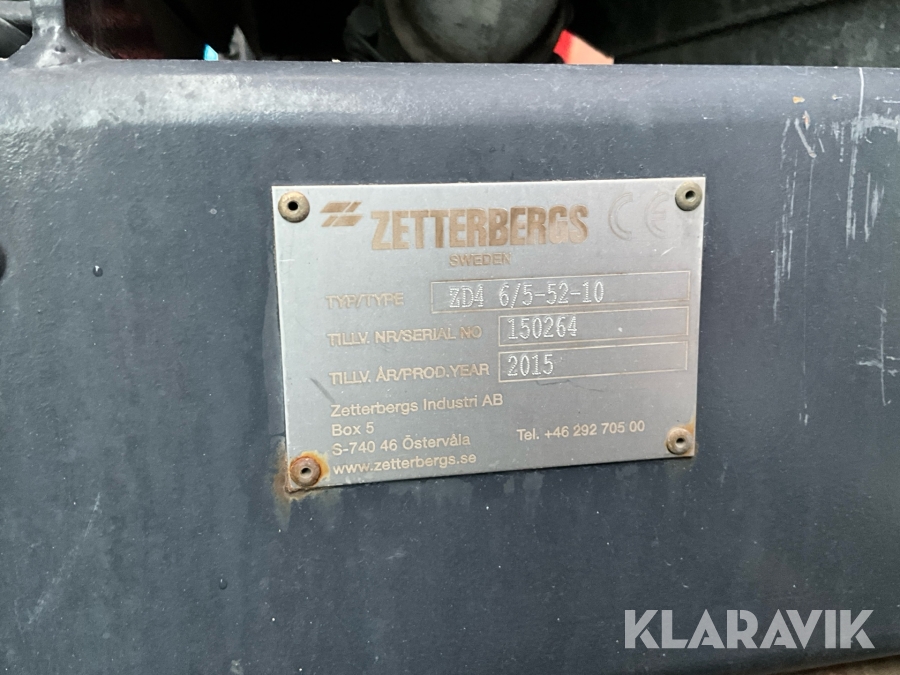 ZETTERBERGS CE
SWEDEN
TYP/TYPE ZD4 6/5-52-10
TILLV. NR/SERIAL NO 150264
TILLV. ÅR/PROD.YEAR 2015
Zetterbergs Industri AB
Box 5
S-740 46 Östervåla Tel. +46 292 705 00
www.zetterbergs.se
KLARAVIK